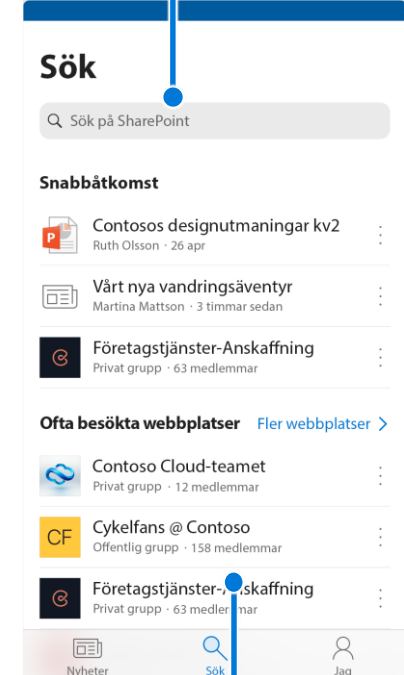 Sök
Sök på SharePoint
Snabbåtkomst
P
Contosos designutmaningar kv2
Ruth Olsson · 26 apr
Vårt nya vandringsäventyr
Martina Mattson · 3 timmar sedan
Företagstjänster-Anskaffning
Privat grupp · 63 medlemmar
Ofta besökta webbplatser Fler webbplatser >
Contoso Cloud-teamet
Privat grupp · 12 medlemmar
CF
Cykelfans @ Contoso
Offentlig grupp · 158 medlemmar
Företagstjänster-Anskaffning
Privat grupp · 63 medlemmar
Nyheter Sök Jag